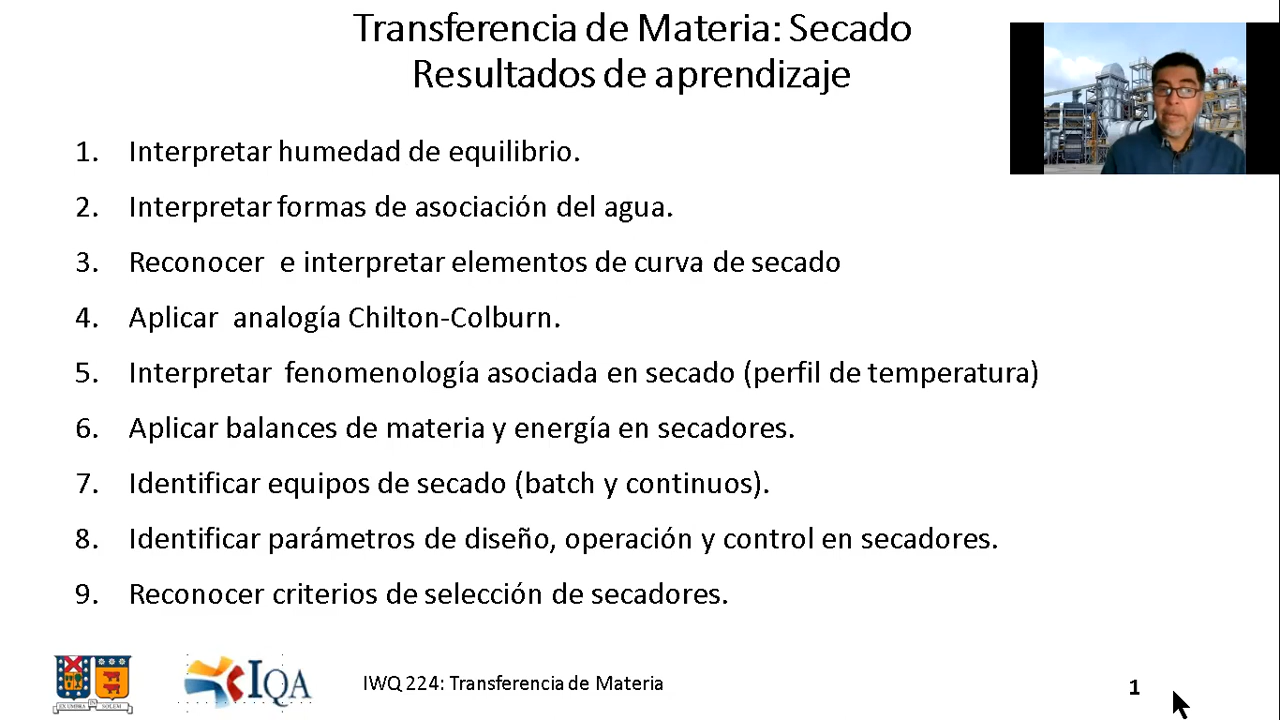 Transferencia de Materia: Secado
Resultados de aprendizaje
1. Interpretar humedad de equilibrio.
2. Interpretar formas de asociación del agua.
3. Reconocer e interpretar elementos de curva de secado
4. Aplicar analogía Chilton-Colburn.
5. Interpretar fenomenología asociada en secado (perfil de temperatura)
6. Aplicar balances de materia y energía en secadores.
7. Identificar equipos de secado (batch y continuos).
8. Identificar parámetros de diseño, operación y control en secadores.
9. Reconocer criterios de selección de secadores.
EX UMBRA IN SOLEM
IQA
IWQ 224: Transferencia de Materia
1